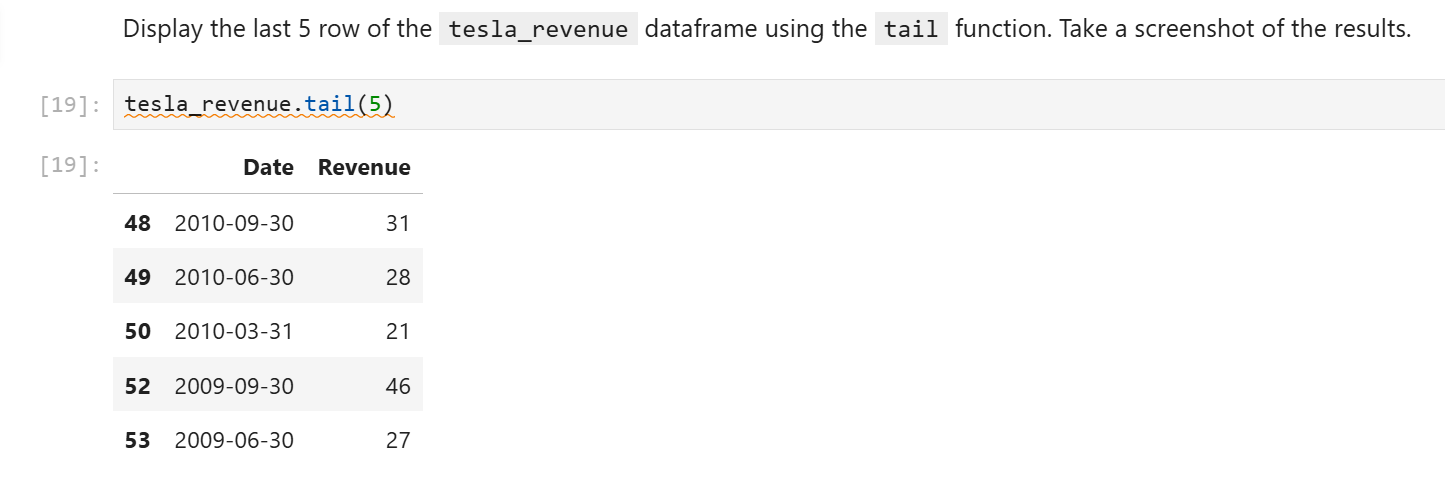 Display the last 5 row of the tesla_revenue dataframe using the tail function. Take a screenshot of the results.
[19]: tesla_revenue.tail(5)
[19]: Date Revenue
48 2010-09-30 31
49 2010-06-30 28
50 2010-03-31 21
52 2009-09-30 46
53 2009-06-30 27